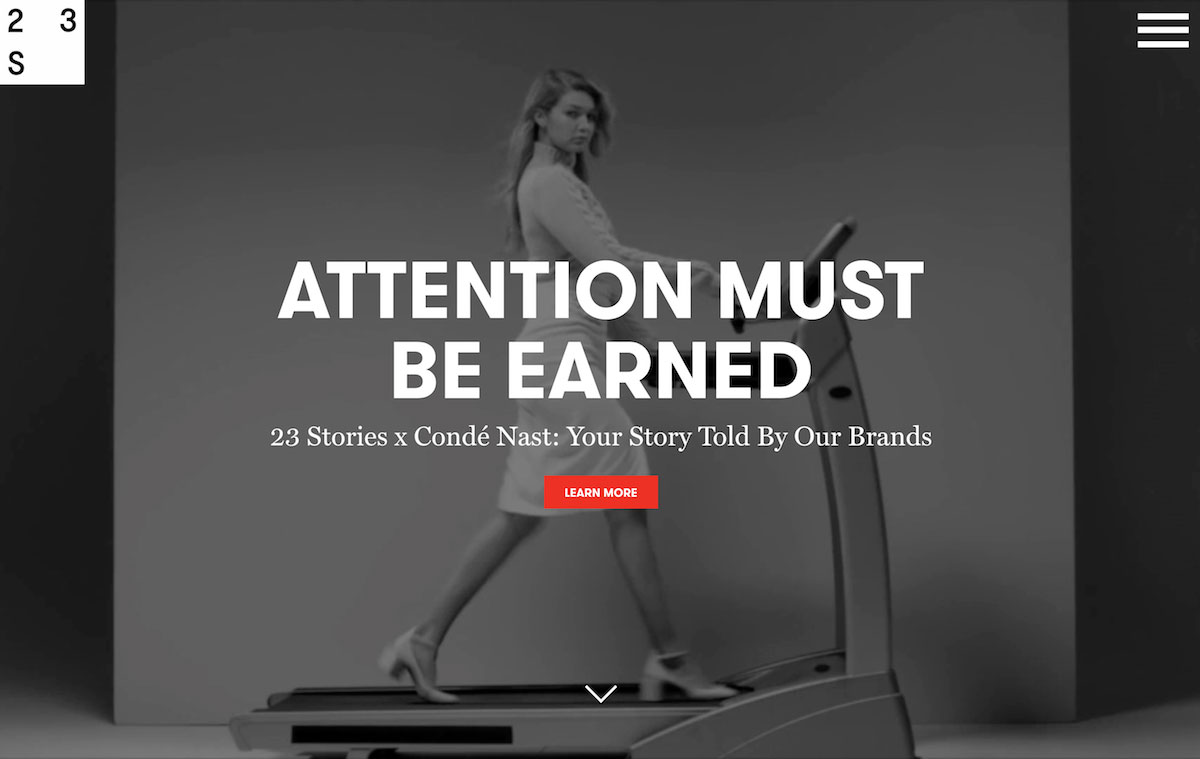 2 3
S
ATTENTION MUST
BE EARNED
23 Stories x Condé Nast: Your Story Told By Our Brands
LEARN MORE